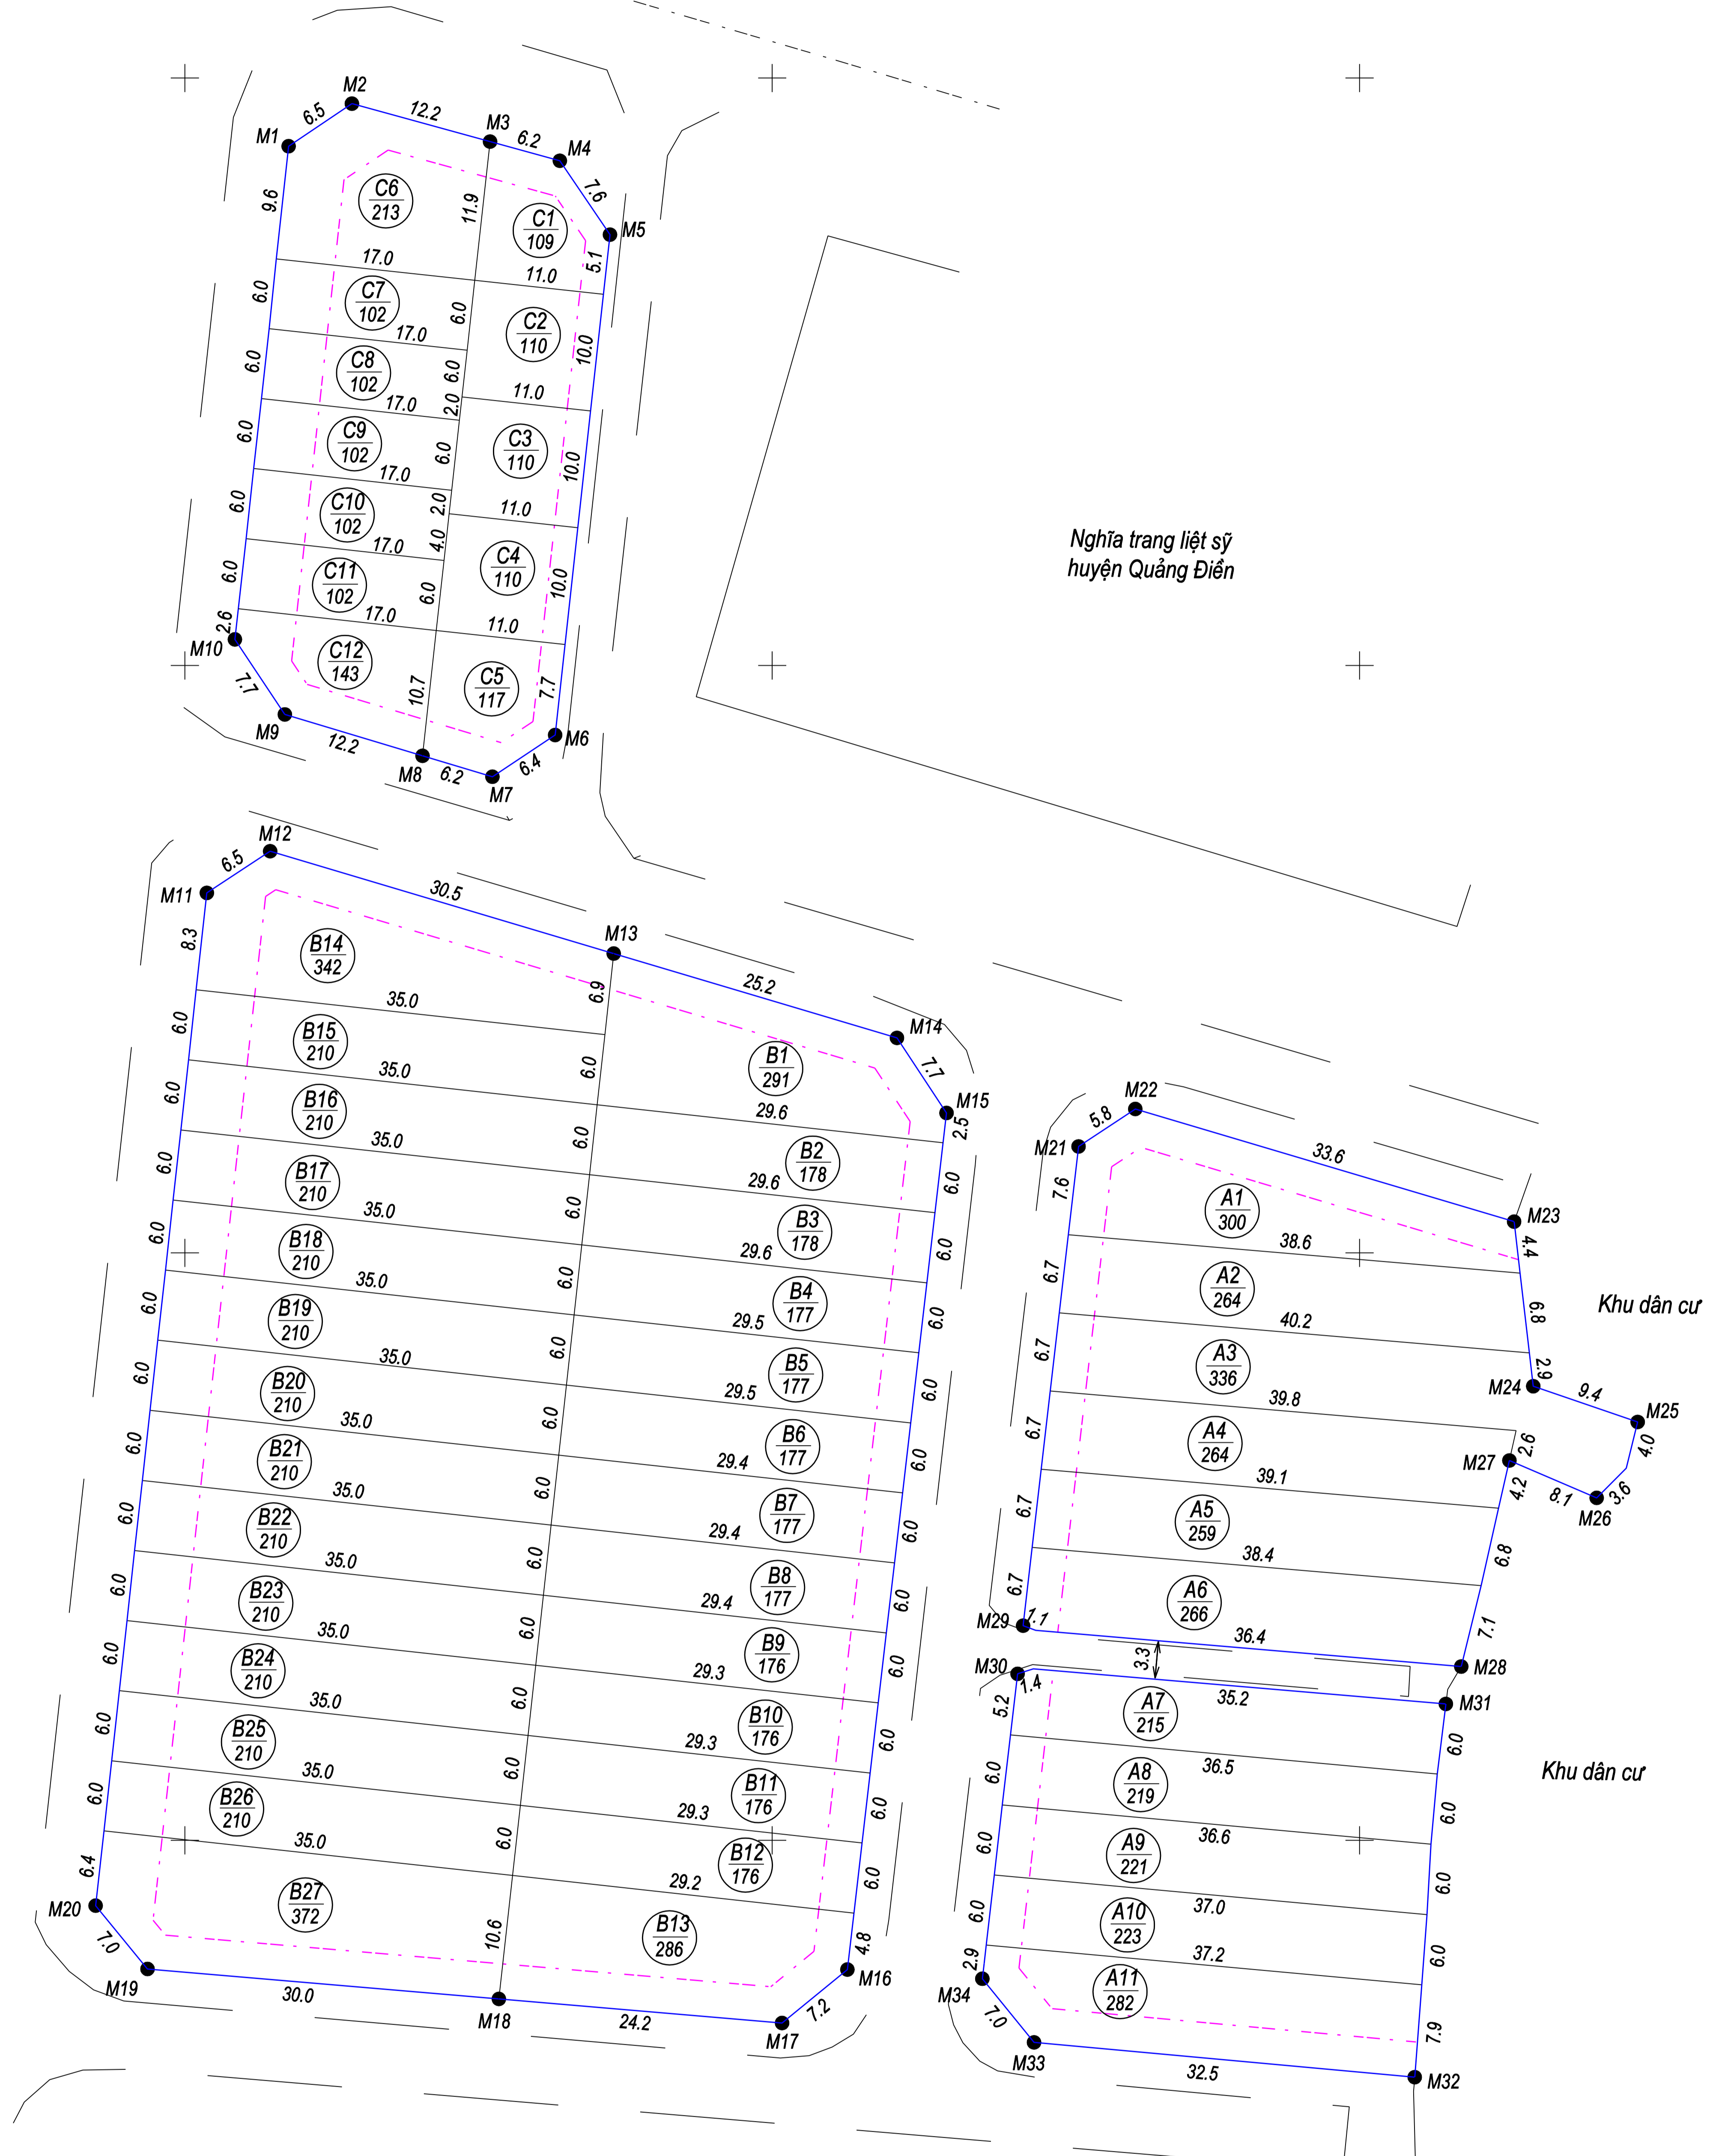 M2
12.2
M3
6.5
6.2
M4
M1
7.6
9.6
C6
213
11.9
C1
109
M5
5.1
17.0
11.0
6.0
C7
102
6.0
C2
110
17.0
10.0
6.0
C8
102
6.0
11.0
17.0
2.0
6.0
C9
102
6.0
C3
110
10.0
17.0
2.0
11.0
6.0
C10
102
4.0
17.0
C4
110
10.0
6.0
C11
102
6.0
17.0
11.0
2.6
M10
C12
143
7.7
10.7
C5
117
7.7
M9
12.2
M8
6.2
M7
6.4
M6
Nghĩa trang liệt sỹ
huyện Quảng Điền
M12
6.5
30.5
M11
8.3
M13
B14
342
6.9
25.2
35.0
M14
6.0
B15
210
6.0
B1
291
7.7
35.0
M15
29.6
2.5
6.0
B16
210
6.0
35.0
B2
178
29.6
6.0
6.0
B17
210
6.0
35.0
B3
178
29.6
6.0
6.0
B18
210
6.0
35.0
B4
177
29.5
6.0
6.0
B19
210
6.0
35.0
B5
177
29.5
6.0
6.0
B20
210
6.0
35.0
B6
177
29.4
6.0
6.0
B21
210
6.0
35.0
B7
177
29.4
6.0
6.0
B22
210
6.0
35.0
B8
177
29.4
6.0
6.0
B23
210
6.0
35.0
B9
176
29.3
6.0
6.0
B24
210
6.0
35.0
B10
176
29.3
6.0
6.0
B25
210
6.0
35.0
B11
176
29.3
6.0
6.0
B26
210
6.0
35.0
B12
176
29.2
6.0
6.4
M20
B27
372
10.6
B13
286
4.8
M16
7.0
M19
30.0
M18
24.2
M17
7.2
M22
5.8
M21
33.6
7.6
A1
300
M23
4.4
38.6
6.7
A2
264
6.8
Khu dân cư
40.2
6.7
A3
336
2.9
M24
9.4
39.8
M25
6.7
A4
264
2.6
4.0
M27
39.1
4.2
8.1
3.6
M26
6.7
A5
259
38.4
6.8
6.7
A6
266
M29
1.1
36.4
7.1
3.3
M28
M30
1.4
35.2
M31
5.2
A7
215
6.0
36.5
Khu dân cư
6.0
A8
219
6.0
36.6
6.0
A9
221
6.0
37.0
6.0
A10
223
6.0
37.2
2.9
M34
A11
282
7.0
7.9
M33
32.5
M32